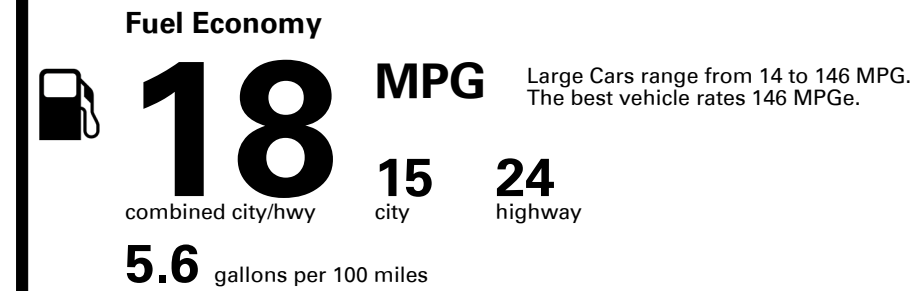 Fuel Economy
18 MPG
Large Cars range from 14 to 146 MPG.
The best vehicle rates 146 MPGe.
combined city/hwy
15
city
24
highway
5.6 gallons per 100 miles